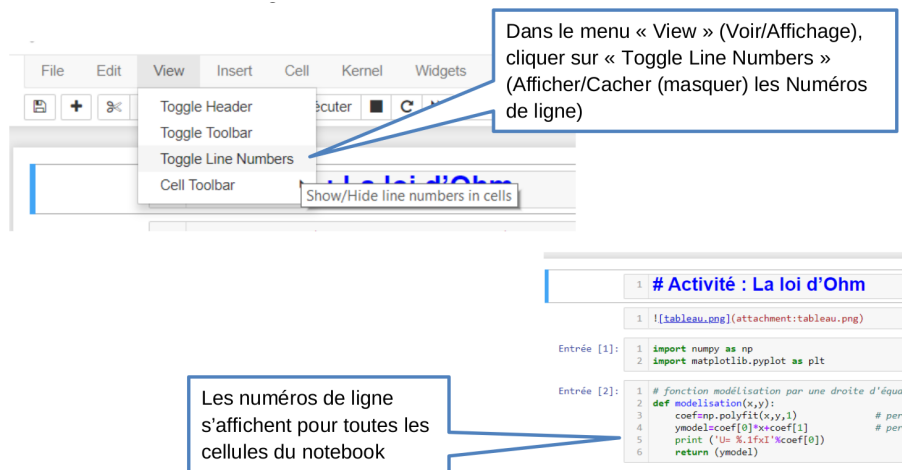 Dans le menu « View » (Voir/Affichage),
cliquer sur « Toggle Line Numbers »
(Afficher/Cacher (masquer) les Numéros
de ligne)
File Edit View Insert Cell Kernel Widgets
Toggle Header
Toggle Toolbar
Toggle Line Numbers
Cell Toolbar
Show/Hide line numbers in cells
: La loi d'Ohm
1 # Activité : La loi d'Ohm
1 ![tableau.png](attachment:tableau.png)
Entrée [1]:
1 import numpy as np
2 import matplotlib.pyplot as plt
Entrée [2]:
1 # fonction modélisation par une droite d'équa
2 def modelisation(x,y):
3 coef=np.polyfit(x,y,1) # per
4 ymodel=coef[0]*x+coef[1] # per
5 print ('U= %.1fxI'%coef[0])
6 return (ymodel)
Les numéros de ligne
s'affichent pour toutes les
cellules du notebook